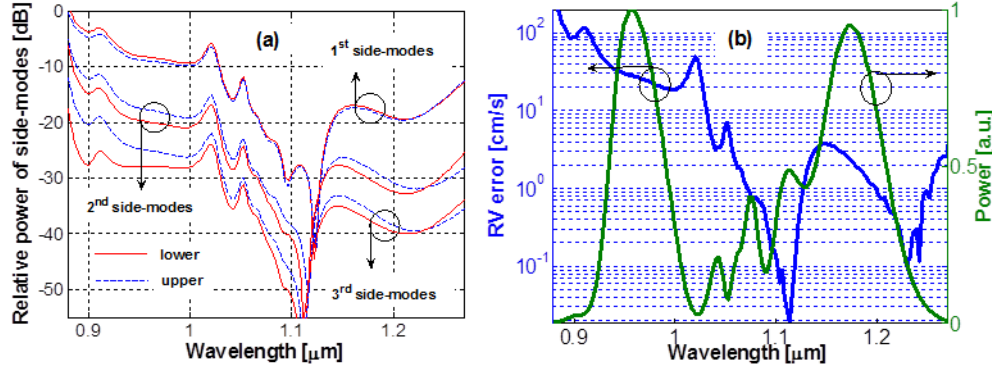 Relative power of side-modes [dB]
0
-10
-20
-30
-40
-50
(a)
1st side-modes
2nd side-modes
lower
upper
3rd side-modes
0.9
1
1.1
1.2
Wavelength [μm]
RV error [cm/s]
10²
10¹
10⁰
10⁻¹
(b)
1
0.5
0
Power [a.u.]
0.9
1
1.1
1.2
Wavelength [μm]